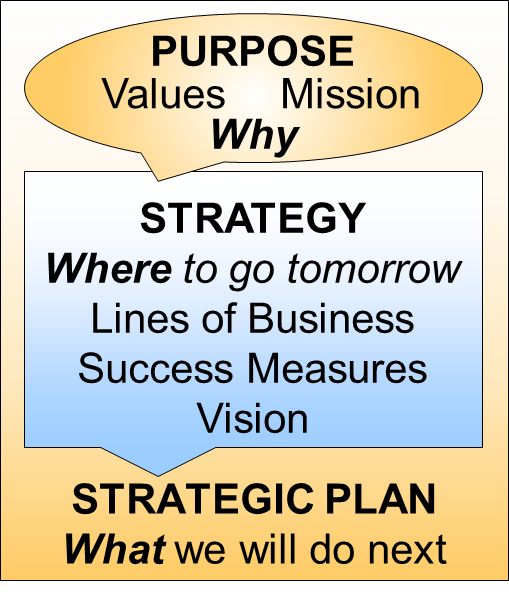 PURPOSE
Values Mission
Why
STRATEGY
Where to go tomorrow
Lines of Business
Success Measures
Vision
STRATEGIC PLAN
What we will do next